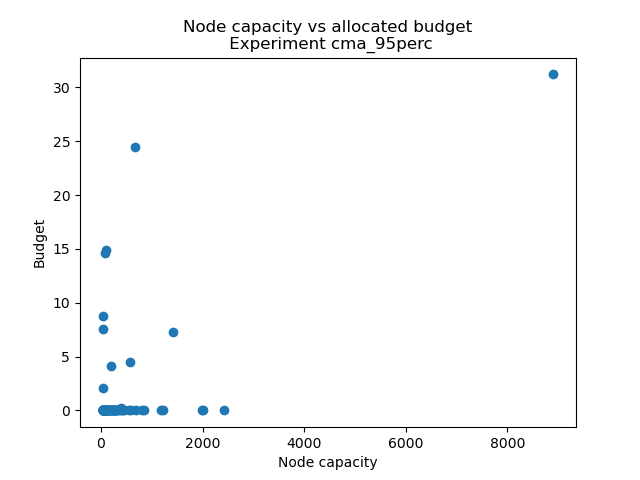 Node capacity vs allocated budget
Experiment cma_95perc
30
25
20
15
10
5
0
Budget
0 2000 4000 6000 8000
Node capacity